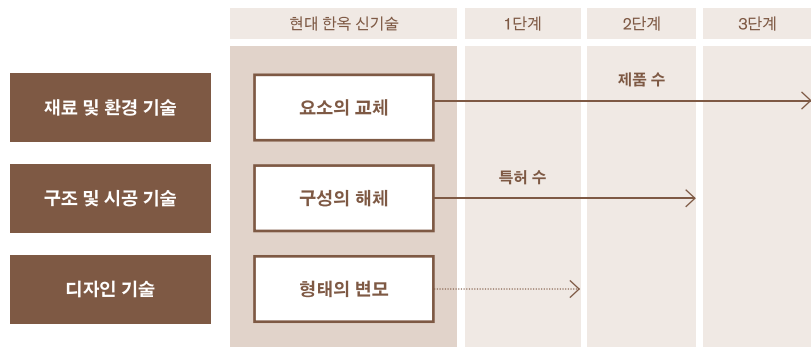 현대 한옥 신기술 1단계 2단계 3단계
재료 및 환경 기술 요소의 교체 제품 수
구조 및 시공 기술 구성의 해체 특허 수
디자인 기술 형태의 변모